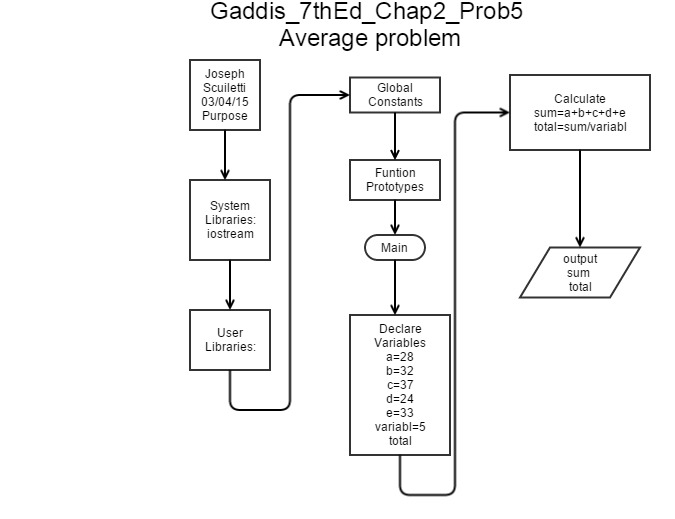 Gaddis_7thEd_Chap2_Prob5
Average problem
Joseph
Scuiletti
03/04/15
Purpose
System
Libraries:
iostream
User
Libraries:
Global
Constants
Funtion
Prototypes
Main
Declare
Variables
a=28
b=32
c=37
d=24
e=33
variabl=5
total
Calculate
sum=a+b+c+d+e
total=sum/variabl
output
sum
total